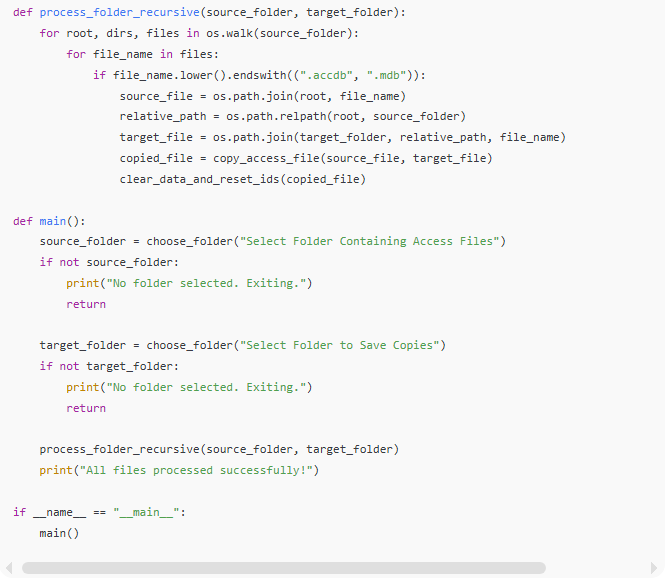 def process_folder_recursive(source_folder, target_folder):
    for root, dirs, files in os.walk(source_folder):
        for file_name in files:
            if file_name.lower().endswith((".accdb", ".mdb")):
                source_file = os.path.join(root, file_name)
                relative_path = os.path.relpath(root, source_folder)
                target_file = os.path.join(target_folder, relative_path, file_name)
                copied_file = copy_access_file(source_file, target_file)
                clear_data_and_reset_ids(copied_file)

def main():
    source_folder = choose_folder("Select Folder Containing Access Files")
    if not source_folder:
        print("No folder selected. Exiting.")
        return

    target_folder = choose_folder("Select Folder to Save Copies")
    if not target_folder:
        print("No folder selected. Exiting.")
        return

    process_folder_recursive(source_folder, target_folder)
    print("All files processed successfully!")

if __name__ == "__main__":
    main()